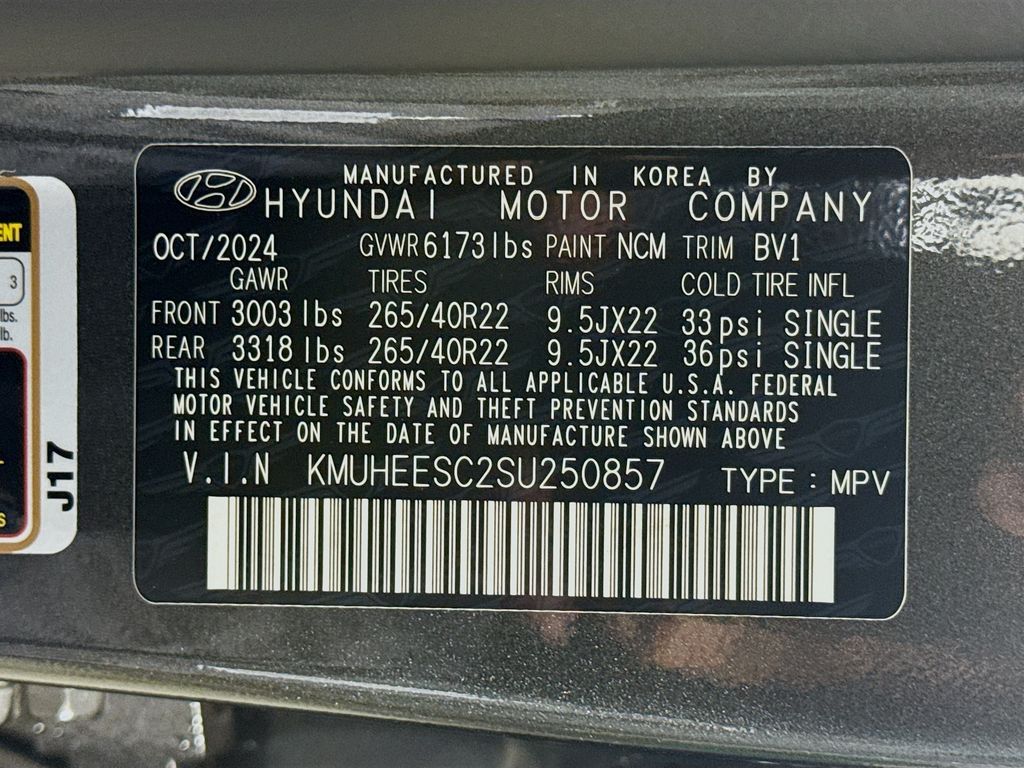 MANUFACTURED IN KOREA BY
HYUNDAI MOTOR COMPANY
OCT/2024 GVWR 6173lbs PAINT NCM TRIM BV1
GAWR TIRES RIMS COLD TIRE INFL
FRONT 3003 lbs 265/40R22 9.5JX22 33psi SINGLE
REAR 3318 lbs 265/40R22 9.5JX22 36psi SINGLE
THIS VEHICLE CONFORMS TO ALL APPLICABLE U.S.A. FEDERAL
MOTOR VEHICLE SAFETY AND THEFT PREVENTION STANDARDS
IN EFFECT ON THE DATE OF MANUFACTURE SHOWN ABOVE
V.I.N KMUHEESC2SU250857 TYPE : MPV
3
lbs.
lb.
J17